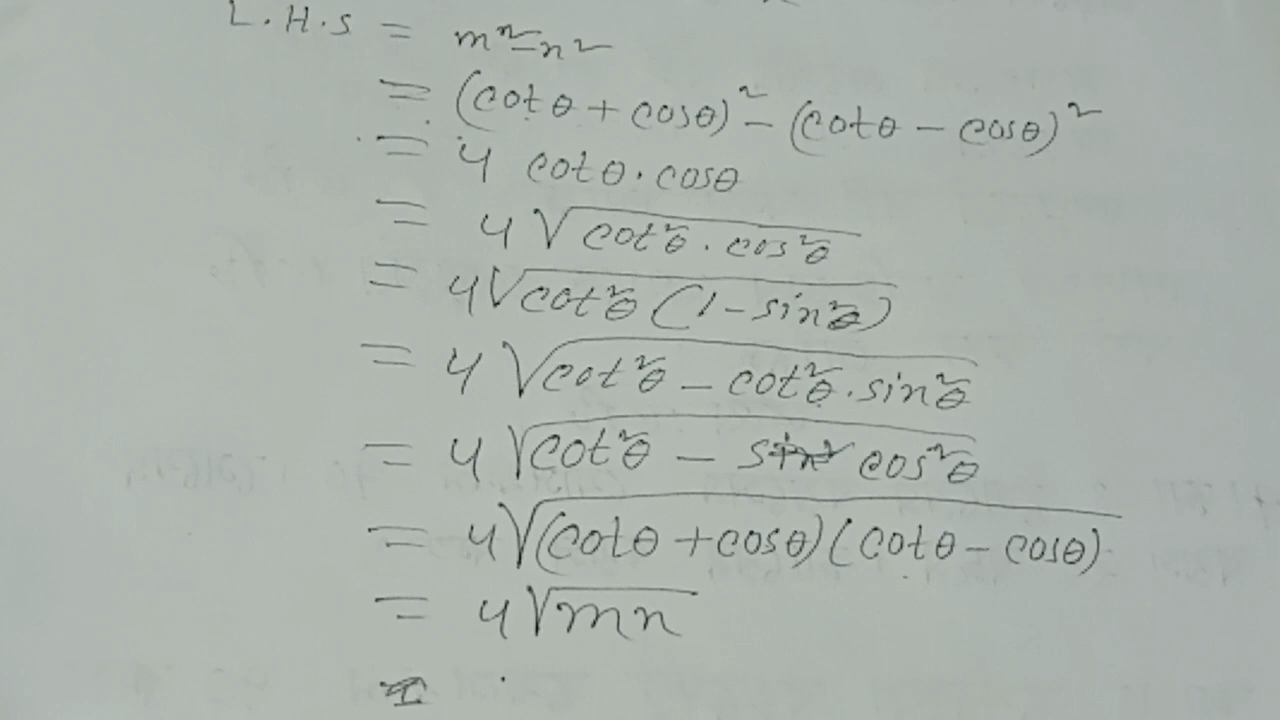 L.H.S = m² - n²
= (cotθ + cosθ)² - (cotθ - cosθ)²
= 4 cotθ. cosθ
= 4√(cot²θ . cos²θ)
= 4√(cot²θ (1 - sin²θ))
= 4√(cot²θ - cot²θ. sin²θ)
= 4√(cot²θ - cos²θ)
= 4√((cotθ + cosθ)(cotθ - cosθ))
= 4√(mn)